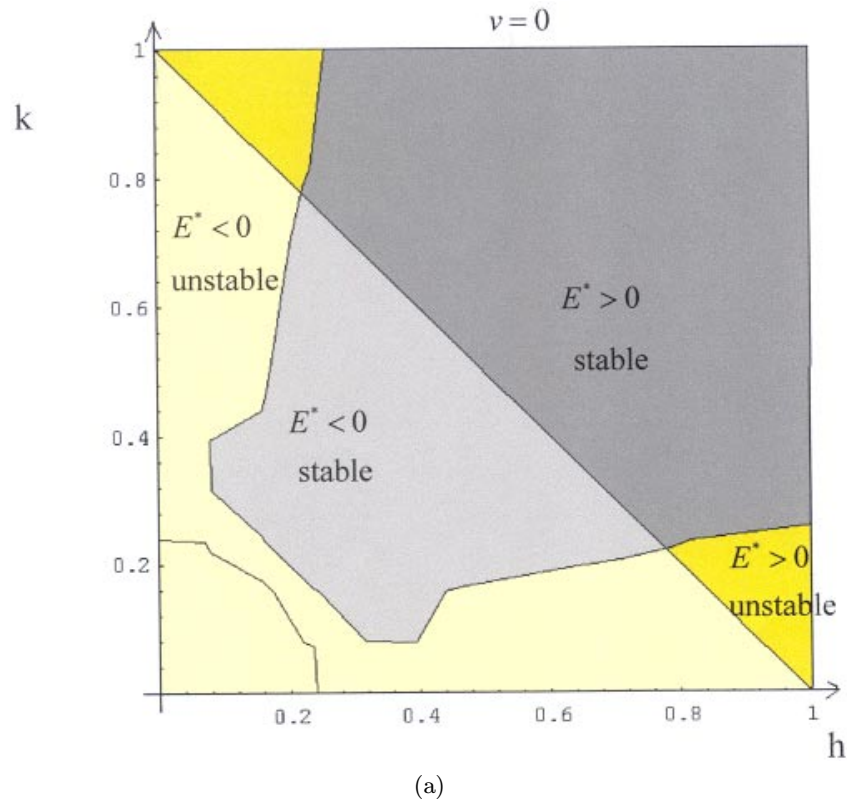 v = 0
1
k
0.8
E* < 0
unstable
0.6
E* > 0
stable
0.4
E* < 0
stable
0.2
E* > 0
unstable
0.2 0.4 0.6 0.8 1
h
(a)